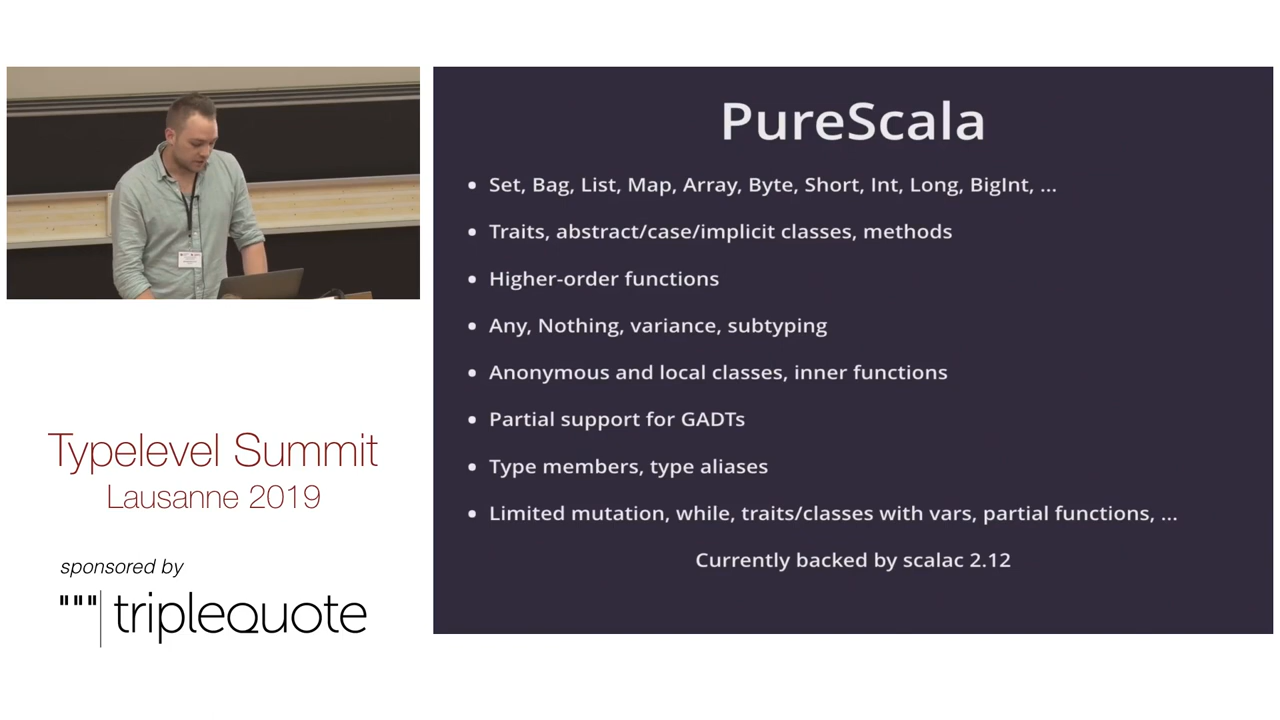 PureScala
• Set, Bag, List, Map, Array, Byte, Short, Int, Long, BigInt, ...
• Traits, abstract/case/implicit classes, methods
• Higher-order functions
• Any, Nothing, variance, subtyping
• Anonymous and local classes, inner functions
• Partial support for GADTs
• Type members, type aliases
• Limited mutation, while, traits/classes with vars, partial functions, ...
Currently backed by scalac 2.12
Typelevel Summit
Lausanne 2019
sponsored by
"""|triplequote